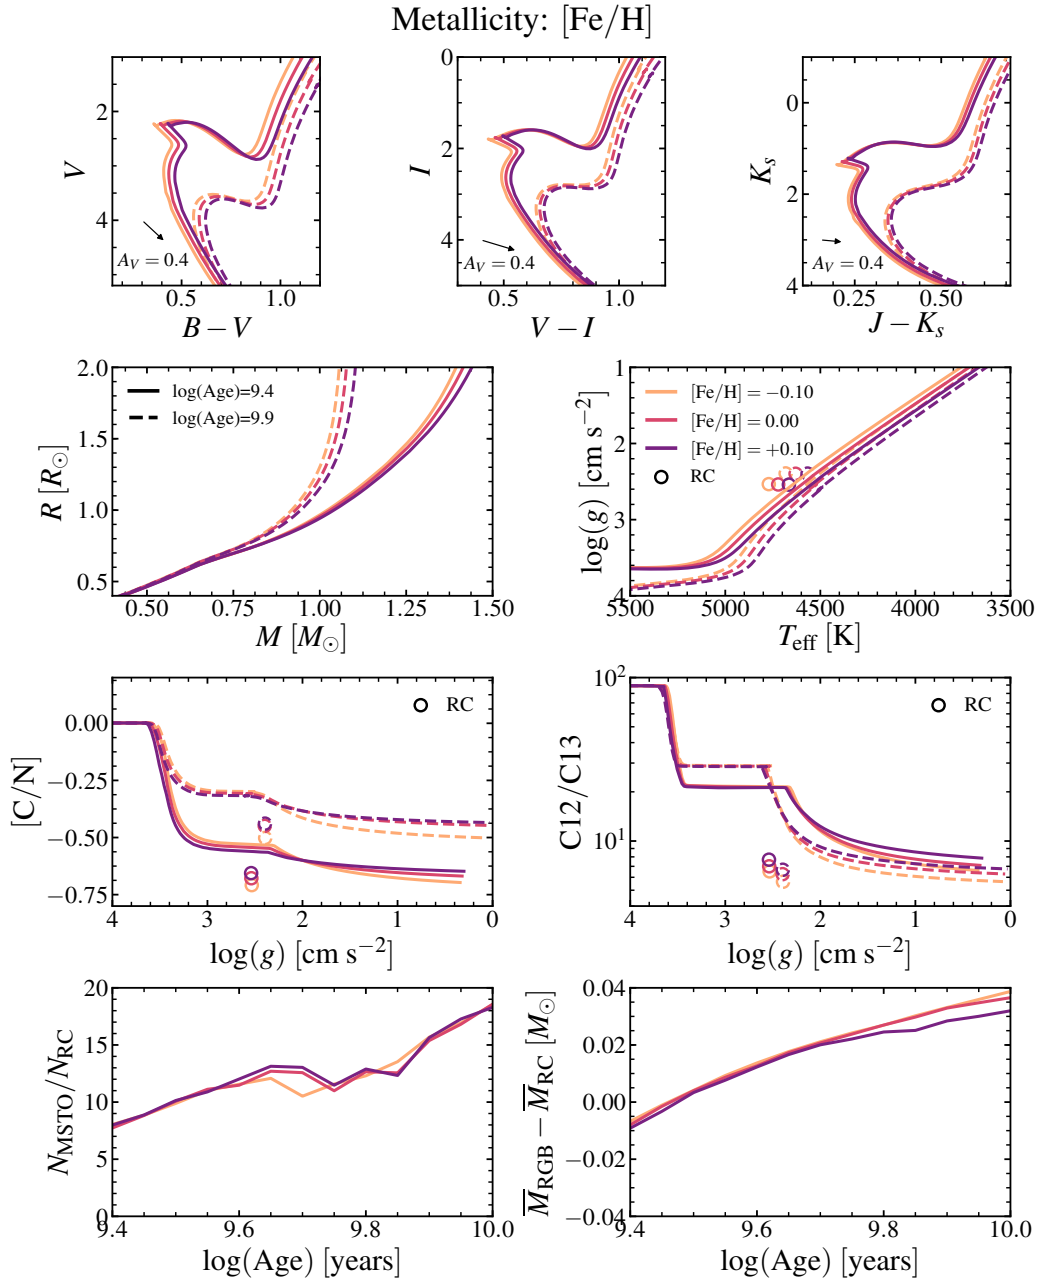 Metallicity: [Fe/H]
V
2
4
A_V = 0.4
0.5 1.0
B − V
I
0
2
4
A_V = 0.4
0.5 1.0
V − I
K_s
0
2
4
A_V = 0.4
0.25 0.50
J − K_s
R [R_⊙]
2.0
1.5
1.0
0.5
log(Age)=9.4
log(Age)=9.9
0.50 0.75 1.00 1.25 1.50
M [M_⊙]
log(g) [cm s⁻²]
1
2
3
4
[Fe/H] = −0.10
[Fe/H] = 0.00
[Fe/H] = +0.10
RC
5500 5000 4500 4000 3500
T_eff [K]
[C/N]
0.00
−0.25
−0.50
−0.75
RC
4 3 2 1 0
log(g) [cm s⁻²]
C12/C13
10²
10¹
RC
4 3 2 1 0
log(g) [cm s⁻²]
N_MSTO/N_RC
20
15
10
5
0
9.4 9.6 9.8 10.0
log(Age) [years]
M̅_RGB − M̅_RC [M_⊙]
0.04
0.02
0.00
−0.02
−0.04
9.4 9.6 9.8 10.0
log(Age) [years]